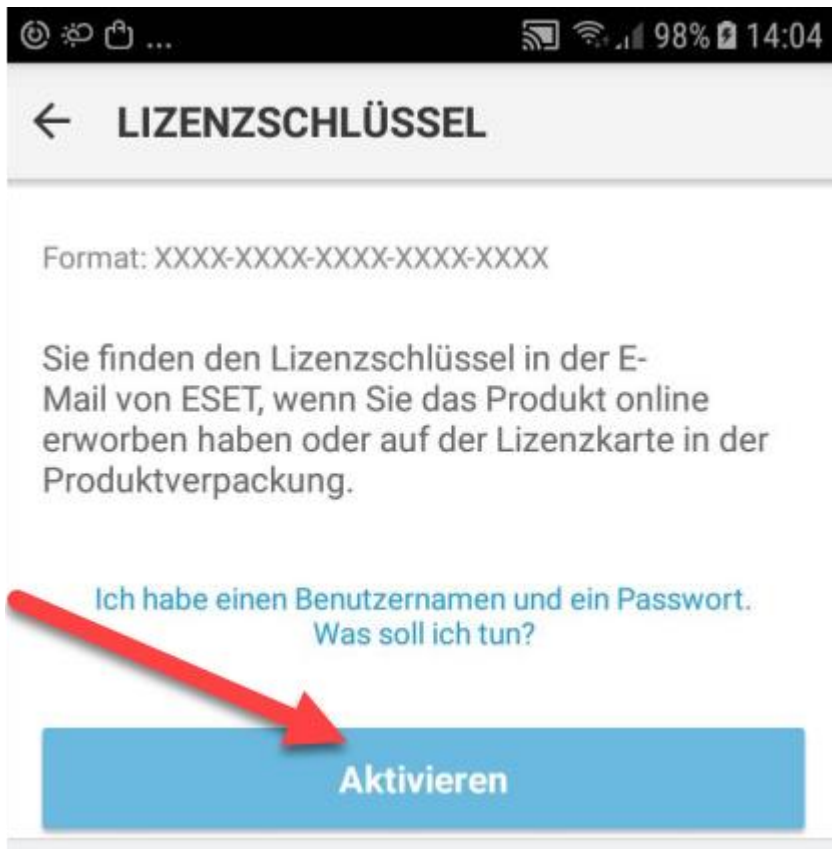 ... 98% 14:04
LIZENZSCHLÜSSEL
Format: XXXX-XXXX-XXXX-XXXX-XXXX
Sie finden den Lizenzschlüssel in der E-
Mail von ESET, wenn Sie das Produkt online
erworben haben oder auf der Lizenzkarte in der
Produktverpackung.
Ich habe einen Benutzernamen und ein Passwort.
Was soll ich tun?
Aktivieren